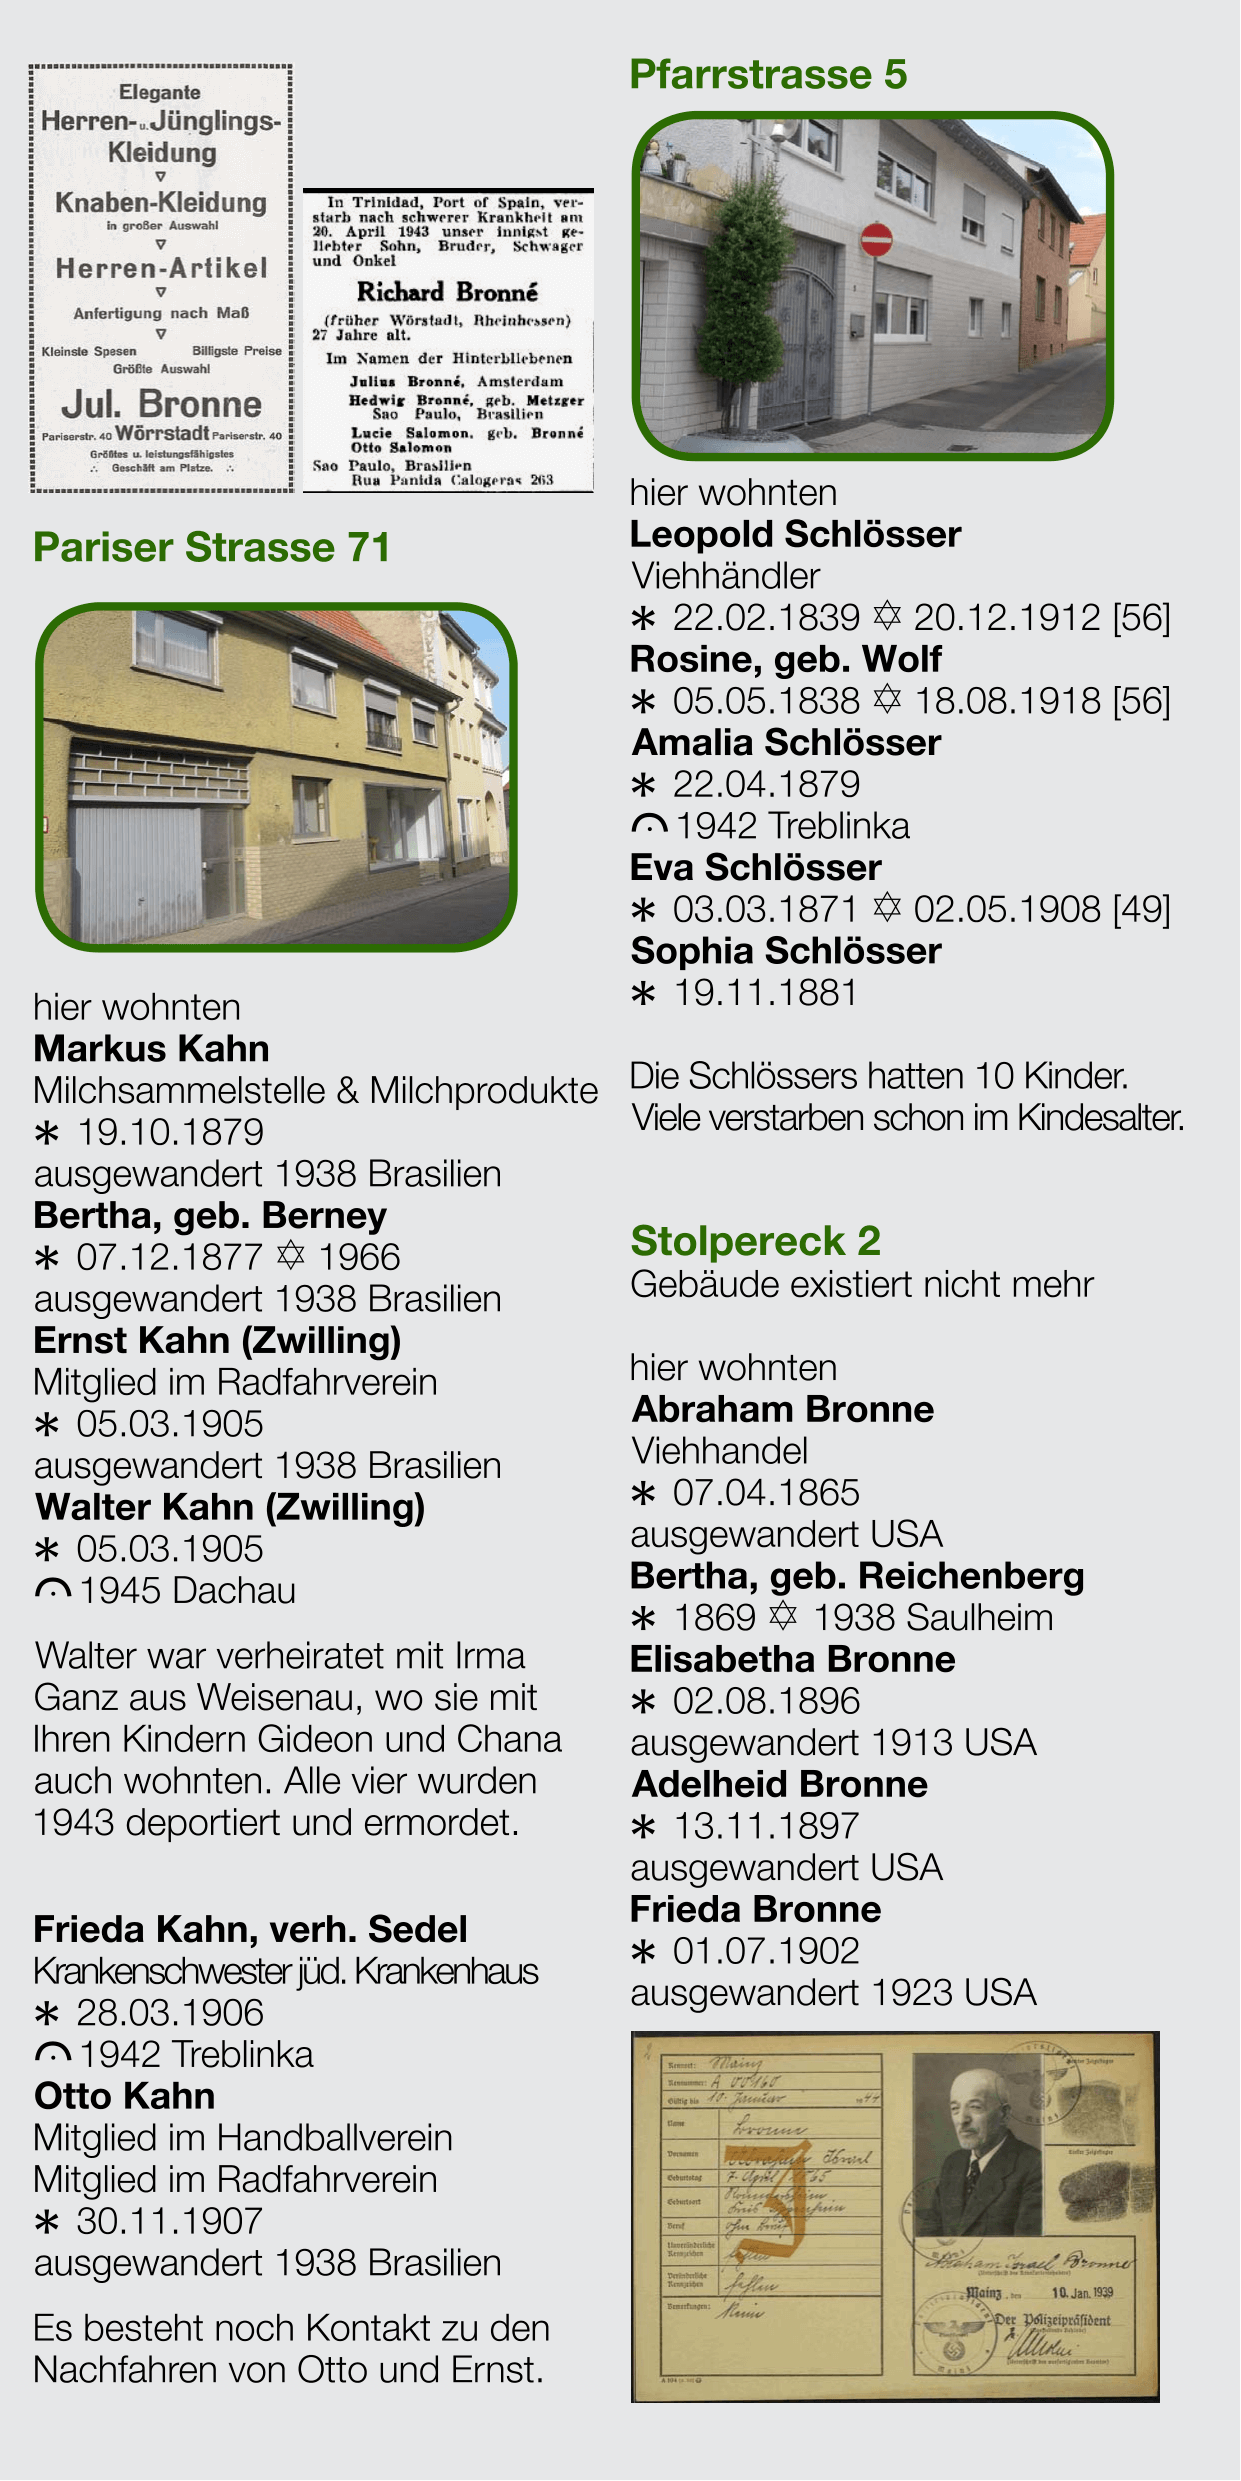 Elegante
Herren- u. Jünglings-
Kleidung
Knaben-Kleidung
in großer Auswahl
Herren-Artikel
Anfertigung nach Maß
Kleinste Spesen Billigste Preise
Größte Auswahl
Jul. Bronne
Pariserstr. 40 Wörrstadt Pariserstr. 40
Größtes u. leistungsfähigstes
Geschäft am Platze.
In Trinidad, Port of Spain, ver-
starb nach schwerer Krankheit am
20. April 1943 unser innigst ge-
liebter Sohn, Bruder, Schwager
und Onkel
Richard Bronné
(früher Wörstadt, Rheinhessen)
27 Jahre alt.
Im Namen der Hinterbliebenen
Julius Bronné, Amsterdam
Hedwig Bronné, geb. Metzger
Sao Paulo, Brasilien
Lucie Salomon, geb. Bronné
Otto Salomon
Sao Paulo, Brasilien
Rua Panida Calogeras 263
Pariser Strasse 71
hier wohnten
Markus Kahn
Milchsammelstelle & Milchprodukte
* 19.10.1879
ausgewandert 1938 Brasilien
Bertha, geb. Berney
* 07.12.1877 ✡ 1966
ausgewandert 1938 Brasilien
Ernst Kahn (Zwilling)
Mitglied im Radfahrverein
* 05.03.1905
ausgewandert 1938 Brasilien
Walter Kahn (Zwilling)
* 05.03.1905
1945 Dachau
Walter war verheiratet mit Irma
Ganz aus Weisenau, wo sie mit
Ihren Kindern Gideon und Chana
auch wohnten. Alle vier wurden
1943 deportiert und ermordet.
Frieda Kahn, verh. Sedel
Krankenschwester jüd. Krankenhaus
* 28.03.1906
1942 Treblinka
Otto Kahn
Mitglied im Handballverein
Mitglied im Radfahrverein
* 30.11.1907
ausgewandert 1938 Brasilien
Es besteht noch Kontakt zu den
Nachfahren von Otto und Ernst.
Pfarrstrasse 5
hier wohnten
Leopold Schlösser
Viehhändler
* 22.02.1839 ✡ 20.12.1912 [56]
Rosine, geb. Wolf
* 05.05.1838 ✡ 18.08.1918 [56]
Amalia Schlösser
* 22.04.1879
1942 Treblinka
Eva Schlösser
* 03.03.1871 ✡ 02.05.1908 [49]
Sophia Schlösser
* 19.11.1881
Die Schlössers hatten 10 Kinder.
Viele verstarben schon im Kindesalter.
Stolpereck 2
Gebäude existiert nicht mehr
hier wohnten
Abraham Bronne
Viehhandel
* 07.04.1865
ausgewandert USA
Bertha, geb. Reichenberg
* 1869 ✡ 1938 Saulheim
Elisabetha Bronne
* 02.08.1896
ausgewandert 1913 USA
Adelheid Bronne
* 13.11.1897
ausgewandert USA
Frieda Bronne
* 01.07.1902
ausgewandert 1923 USA
Kennort: Mainz
Kennummer: A 00160
Gültig bis 10. Januar 1944
Name Bronne
Vornamen Abraham Israel
Geburtstag 7. April 1865
Geburtsort
Beruf
Unveränderliche
Kennzeichen fehlen
Veränderliche
Kennzeichen fehlen
Bemerkungen: Keine
J
Abraham Israel Bronne
Mainz, den 10. Jan. 1939
Der Polizeipräsident